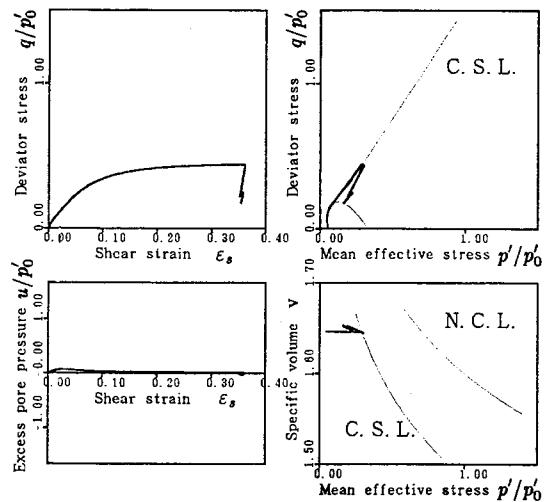 Deviator stress q/p'0
1.00
0.00
0.00 0.10 0.20 0.30 0.40
Shear strain εs
Deviator stress q/p'0
1.00
0.00
C. S. L.
1.00
Mean effective stress p'/p'0
Excess pore pressure u/p'0
1.00
-0.00
-1.00
0.00 0.10 0.20 0.30 0.40
Shear strain εs
Specific volume V
1.70
1.60
1.50
N. C. L.
C. S. L.
0.00
1.00
Mean effective stress p'/p'0